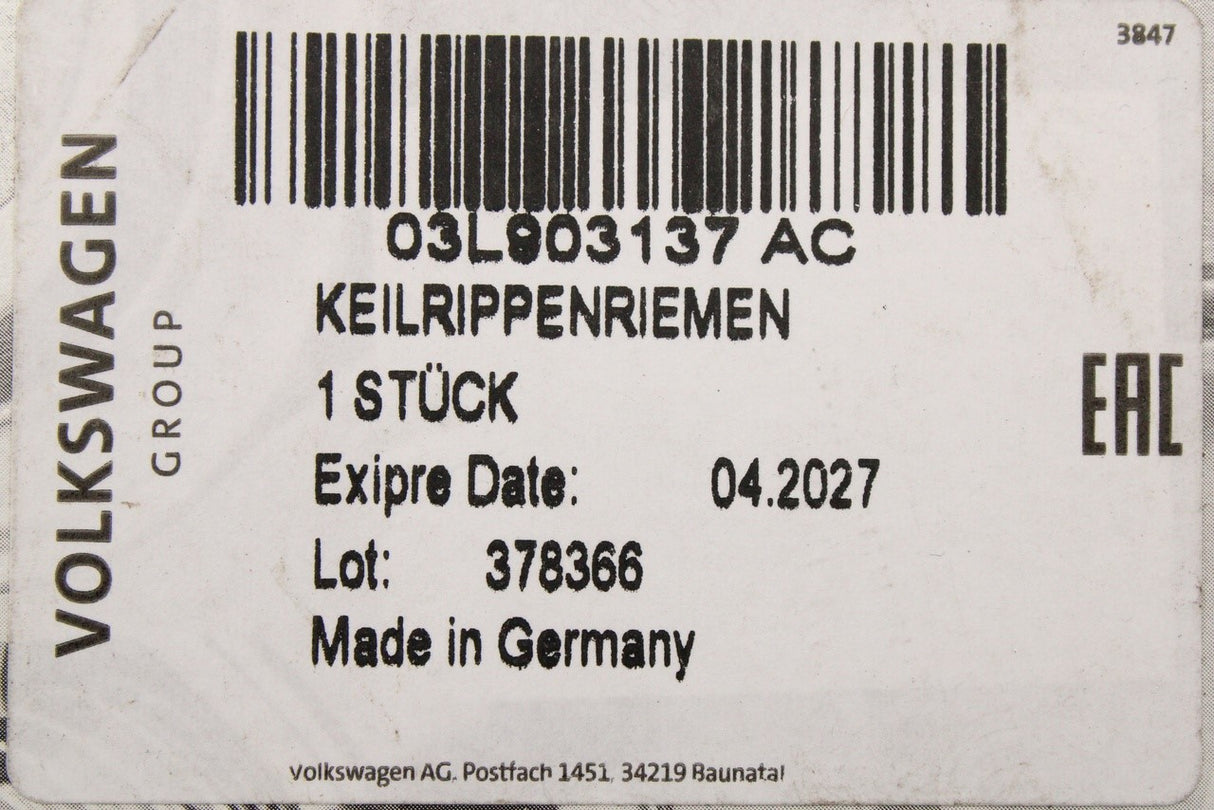 3847
03L903137 AC
KEILRIPPENRIEMEN
1 STÜCK
Exipre Date: 04.2027
Lot: 378366
Made in Germany
VOLKSWAGEN
GROUP
EAC
Volkswagen AG. Postfach 1451, 34219 Baunatal